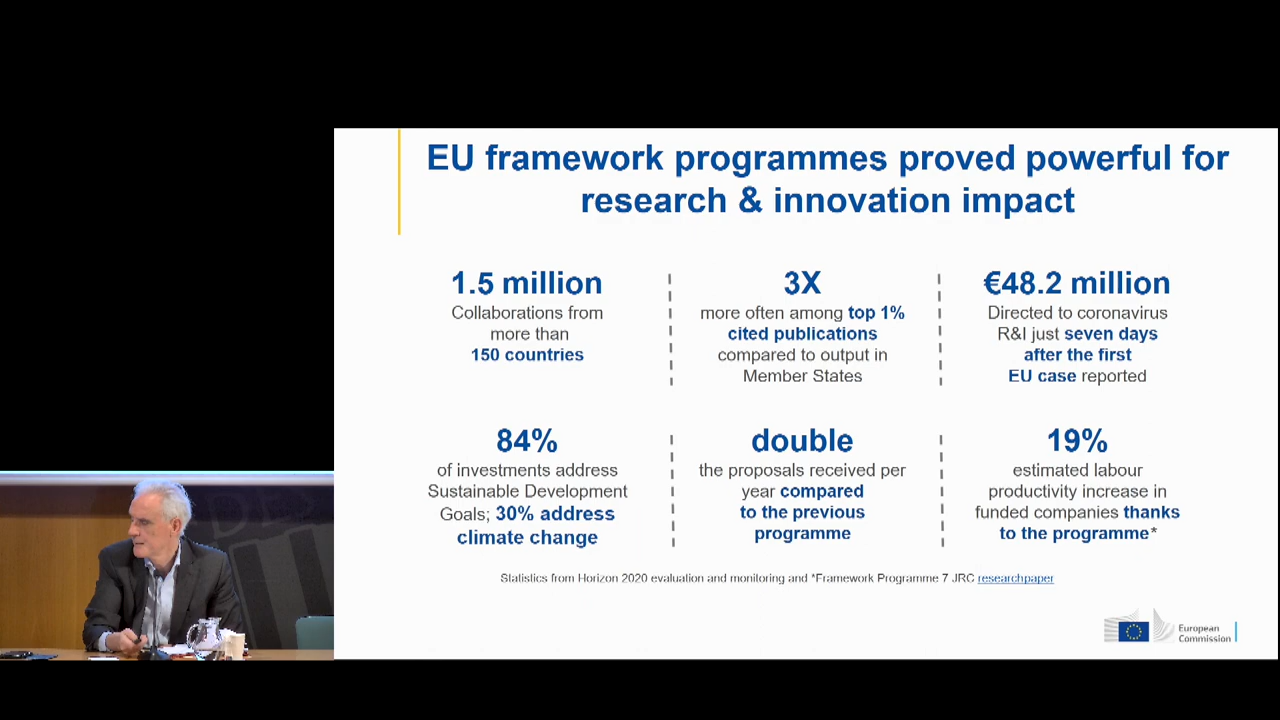 EU framework programmes proved powerful for
research & innovation impact
1.5 million
Collaborations from
more than
150 countries
3X
more often among top 1%
cited publications
compared to output in
Member States
€48.2 million
Directed to coronavirus
R&I just seven days
after the first
EU case reported
84%
of investments address
Sustainable Development
Goals; 30% address
climate change
double
the proposals received per
year compared
to the previous
programme
19%
estimated labour
productivity increase in
funded companies thanks
to the programme*
Statistics from Horizon 2020 evaluation and monitoring and *Framework Programme 7 JRC researchpaper
European
Commission